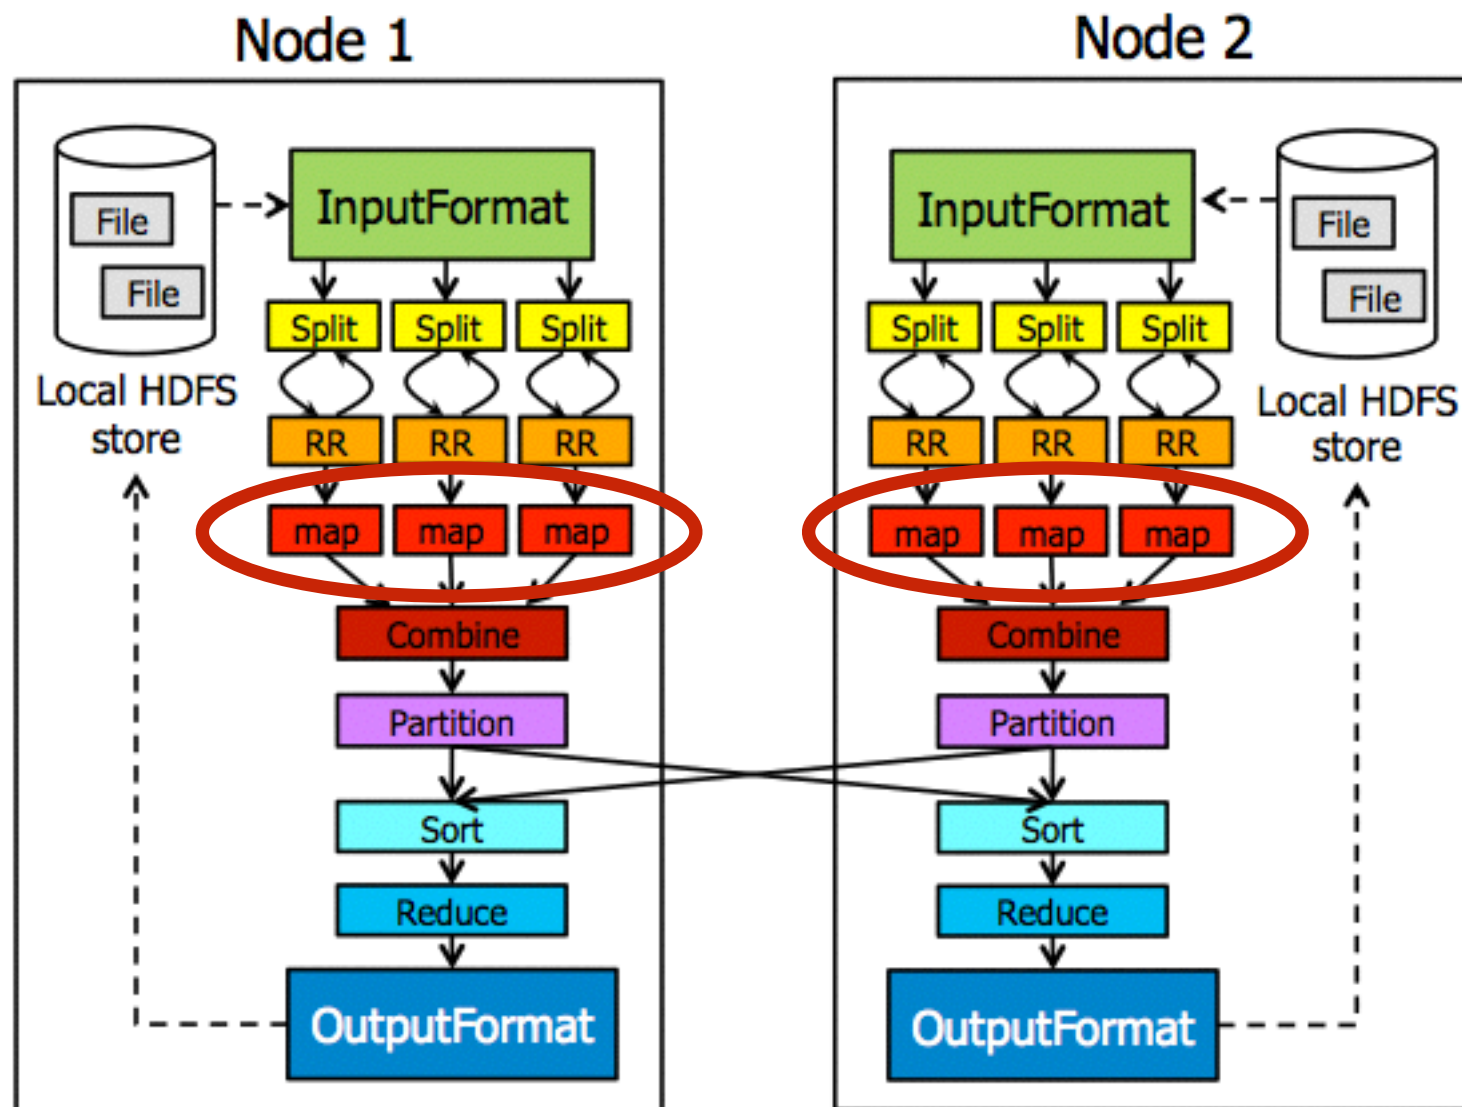 Node 1
File
File
Local HDFS
store
InputFormat
Split Split Split
RR RR RR
map map map
Combine
Partition
Sort
Reduce
OutputFormat
Node 2
InputFormat
Split Split Split
RR RR RR
map map map
Combine
Partition
Sort
Reduce
OutputFormat
File
File
Local HDFS
store